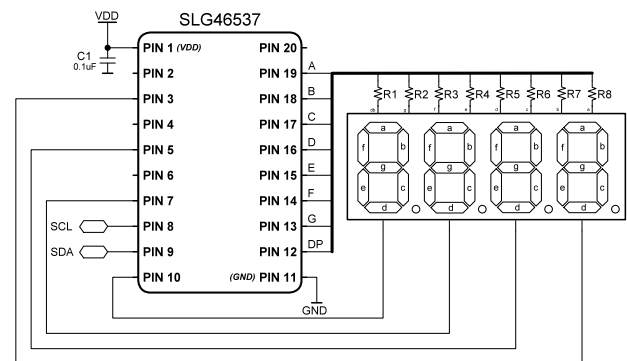 SLG46537
VDD
C1
0.1uF
PIN 1 (VDD)
PIN 2
PIN 3
PIN 4
PIN 5
PIN 6
PIN 7
SCL PIN 8
SDA PIN 9
PIN 10
PIN 20
PIN 19 A
PIN 18 B
PIN 17 C
PIN 16 D
PIN 15 E
PIN 14 F
PIN 13 G
PIN 12 DP
(GND) PIN 11
GND
R1 R2 R3 R4 R5 R6 R7 R8
a a a a
f b f b f b f b
g g g g
e c e c e c e c
d d d d